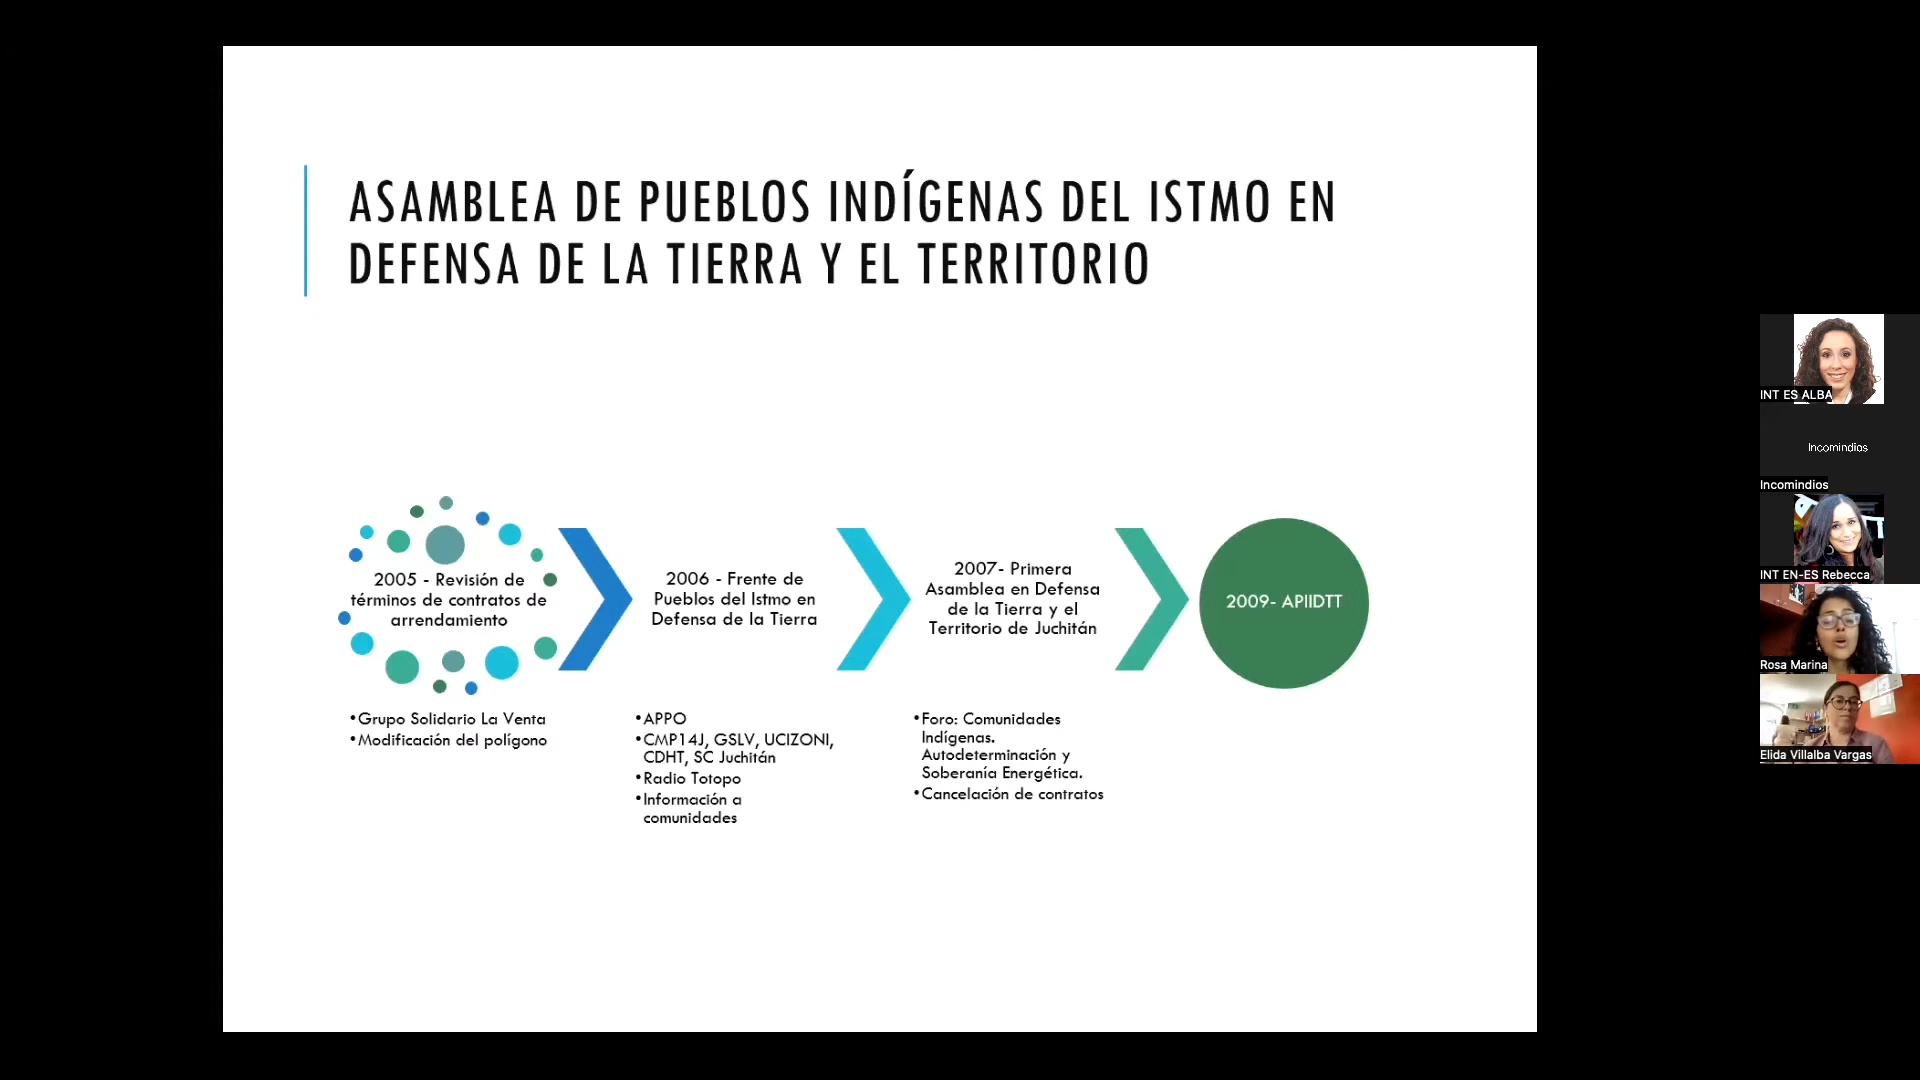 ASAMBLEA DE PUEBLOS INDÍGENAS DEL ISTMO EN
DEFENSA DE LA TIERRA Y EL TERRITORIO
2005 - Revisión de
términos de contratos de
arrendamiento
•Grupo Solidario La Venta
•Modificación del polígono
2006 - Frente de
Pueblos del Istmo en
Defensa de la Tierra
•APPO
•CMP14J, GSLV, UCIZONI,
CDHT, SC Juchitán
•Radio Totopo
•Información a
comunidades
2007- Primera
Asamblea en Defensa
de la Tierra y el
Territorio de Juchitán
•Foro: Comunidades
Indígenas.
Autodeterminación y
Soberanía Energética.
•Cancelación de contratos
2009- APIIDTT
INT ES ALBA
Incomindios
Incomindios
INT EN-ES Rebecca
Rosa Marina
Elida Villalba Vargas